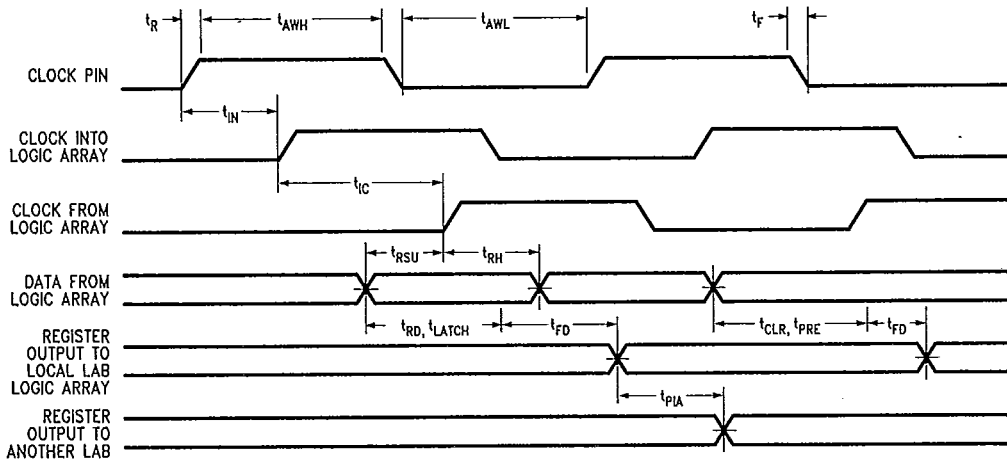 tR tAWH tAWL tF
CLOCK PIN
tIN
CLOCK INTO
LOGIC ARRAY
tIC
CLOCK FROM
LOGIC ARRAY
tRSU tRH
DATA FROM
LOGIC ARRAY
tRD, tLATCH tFD tCLR, tPRE tFD
REGISTER
OUTPUT TO
LOCAL LAB
LOGIC ARRAY
tPIA
REGISTER
OUTPUT TO
ANOTHER LAB